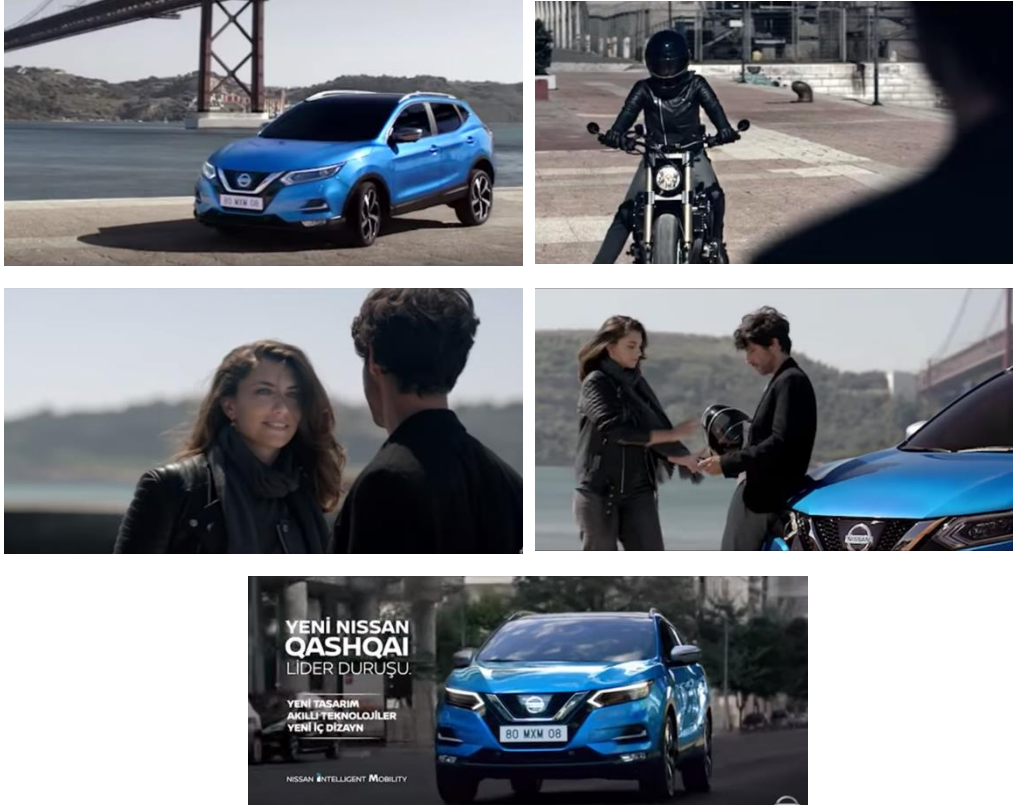 80 MXM 08
NISSAN
YENİ NISSAN
QASHQAI
LİDER DURUŞU.
YENİ TASARIM
AKILLI TEKNOLOJİLER
YENİ İÇ DİZAYN
80 MXM 08
NISSAN INTELLIGENT MOBILITY